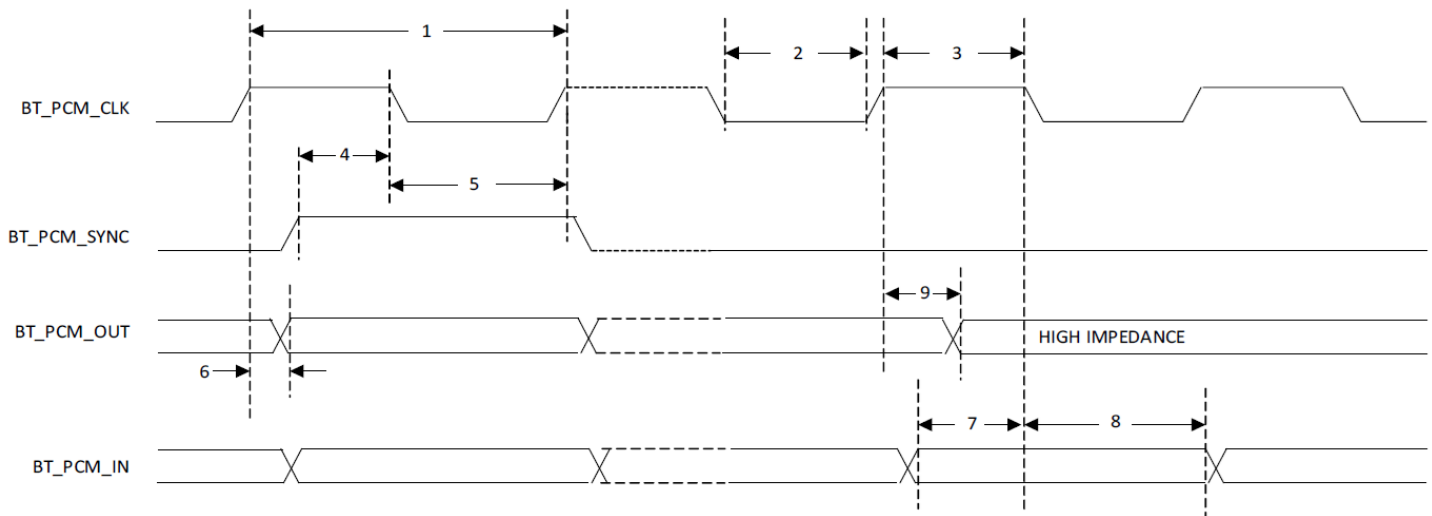 1
2
3
BT_PCM_CLK
4
5
BT_PCM_SYNC
9
BT_PCM_OUT
HIGH IMPEDANCE
6
7
8
BT_PCM_IN